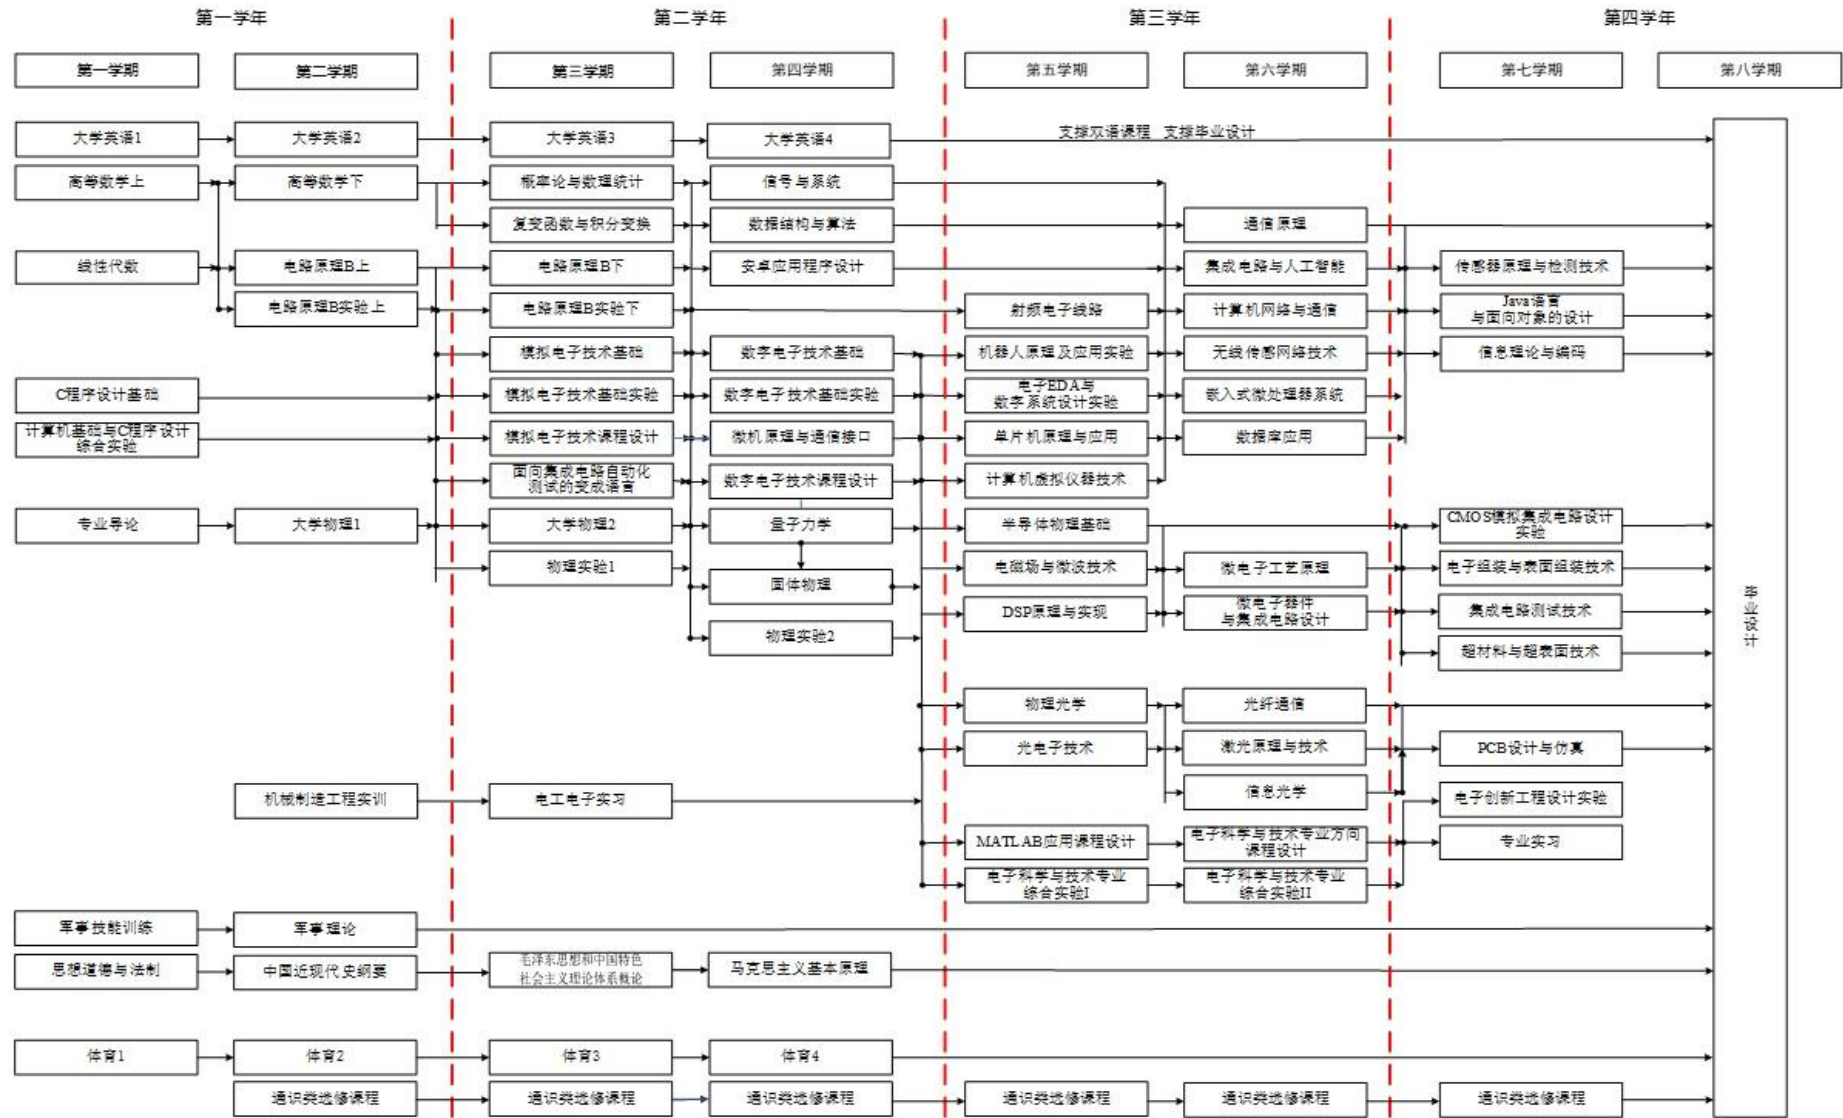 第一学年
第二学年
第三学年
第四学年
第一学期
第二学期
第三学期
第四学期
第五学期
第六学期
第七学期
第八学期
大学英语1
大学英语2
大学英语3
大学英语4
支撑双语课程 支撑毕业设计
高等数学上
高等数学下
概率论与数理统计
信号与系统
复变函数与积分变换
数据结构与算法
通信原理
线性代数
电路原理B上
电路原理B下
安卓应用程序设计
集成电路与人工智能
传感器原理与检测技术
电路原理B实验上
电路原理B实验下
射频电子线路
计算机网络与通信
Java语言
与面向对象的设计
模拟电子技术基础
数字电子技术基础
机器人原理及应用实验
无线传感网络技术
信息理论与编码
C程序设计基础
模拟电子技术基础实验
数字电子技术基础实验
电子EDA与
数字系统设计实验
嵌入式微处理器系统
计算机基础与C程序设计
综合实验
模拟电子技术课程设计
微机原理与通信接口
单片机原理与应用
数据库应用
面向集成电路自动化
测试的变成语言
数字电子技术课程设计
计算机虚拟仪器技术
专业导论
大学物理1
大学物理2
量子力学
半导体物理基础
CMOS模拟集成电路设计
实验
物理实验1
固体物理
电磁场与微波技术
微电子工艺原理
电子组装与表面组装技术
DSP原理与实现
微电子器件
与集成电路设计
集成电路测试技术
物理实验2
超材料与超表面技术
毕业设计
物理光学
光纤通信
光电子技术
激光原理与技术
PCB设计与仿真
机械制造工程实训
电工电子实习
信息光学
电子创新工程设计实验
MATLAB应用课程设计
电子科学与技术专业方向
课程设计
专业实习
电子科学与技术专业
综合实验I
电子科学与技术专业
综合实验II
军事技能训练
军事理论
思想道德与法制
中国近现代史纲要
毛泽东思想和中国特色
社会主义理论体系概论
马克思主义基本原理
体育1
体育2
体育3
体育4
通识类选修课程
通识类选修课程
通识类选修课程
通识类选修课程
通识类选修课程
通识类选修课程